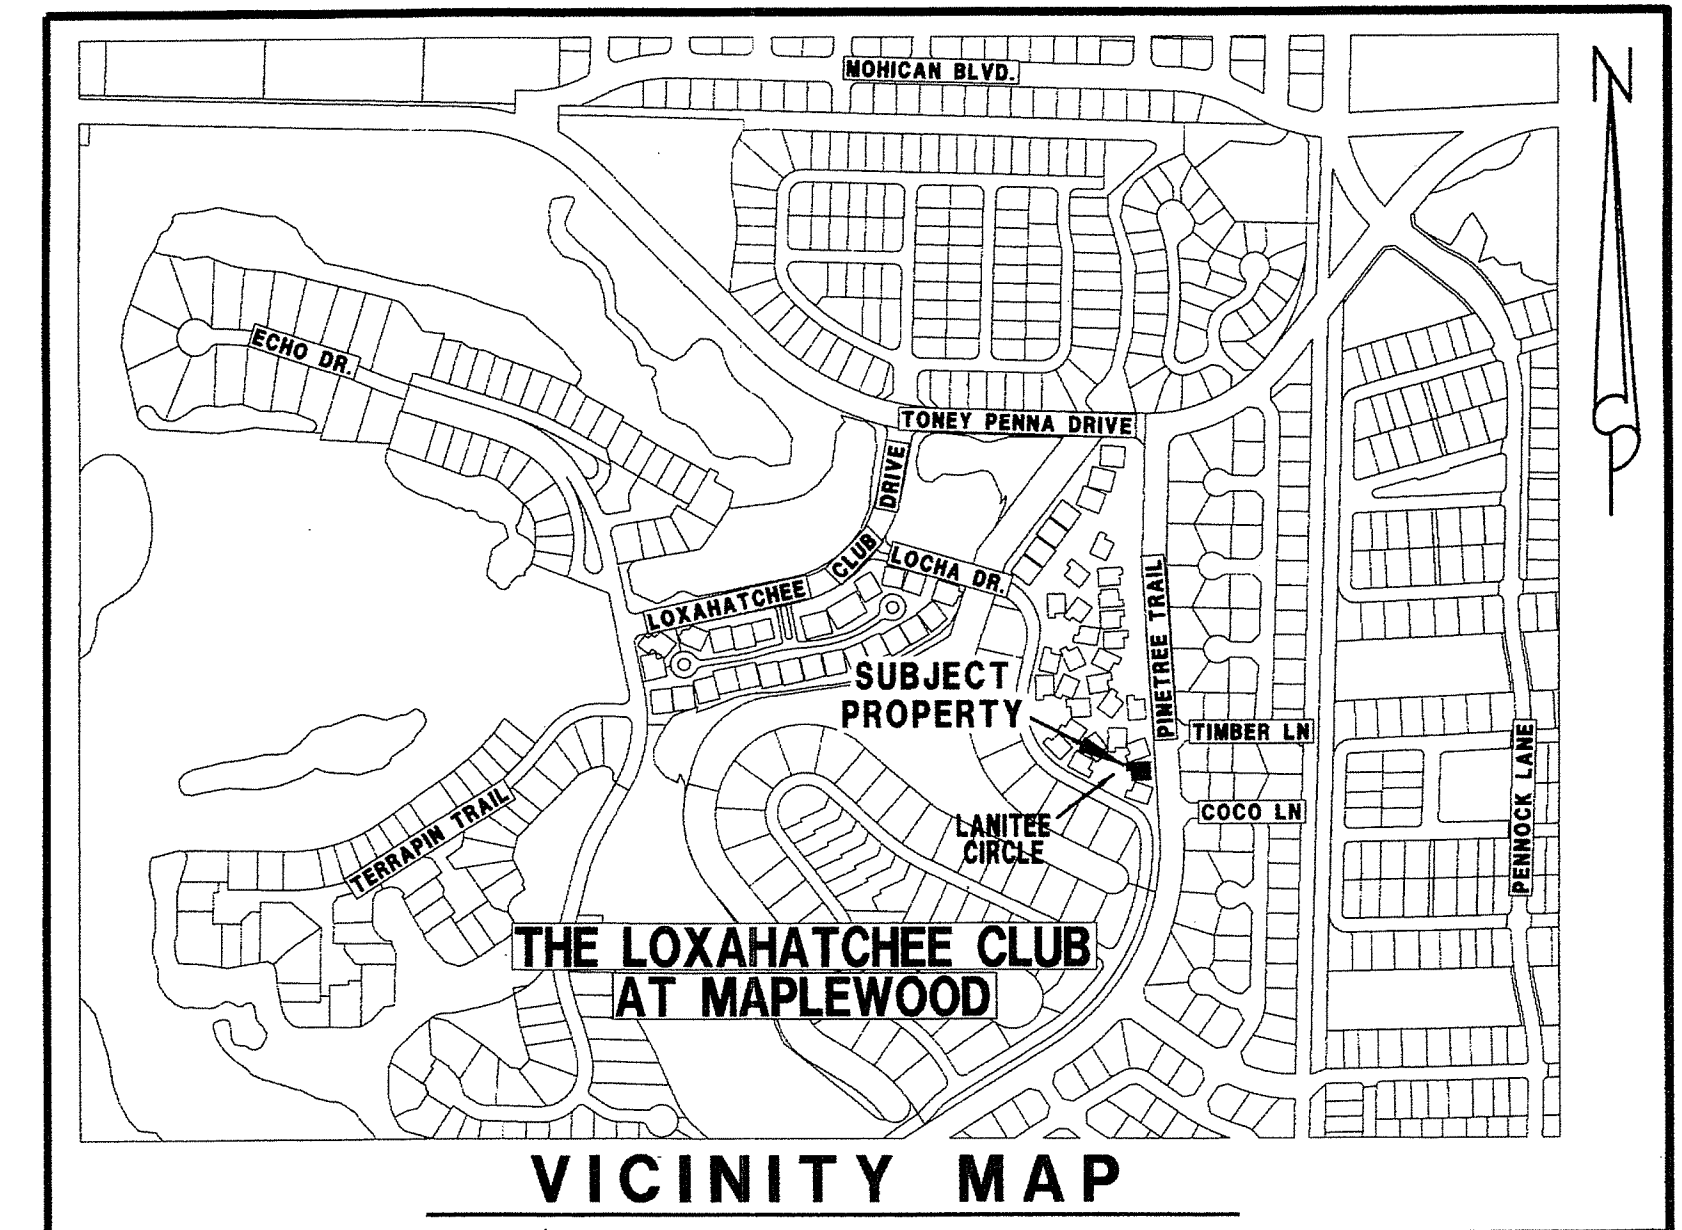 MOHICAN BLVD.
N
ECHO DR.
TONEY PENNA DRIVE
LOXAHATCHEE CLUB DRIVE
LOCHA DR.
PINETREE TRAIL
SUBJECT
PROPERTY
TIMBER LN
PENNOCK LANE
COCO LN
LANITEE
CIRCLE
TERRAPIN TRAIL
THE LOXAHATCHEE CLUB
AT MAPLEWOOD
VICINITY MAP